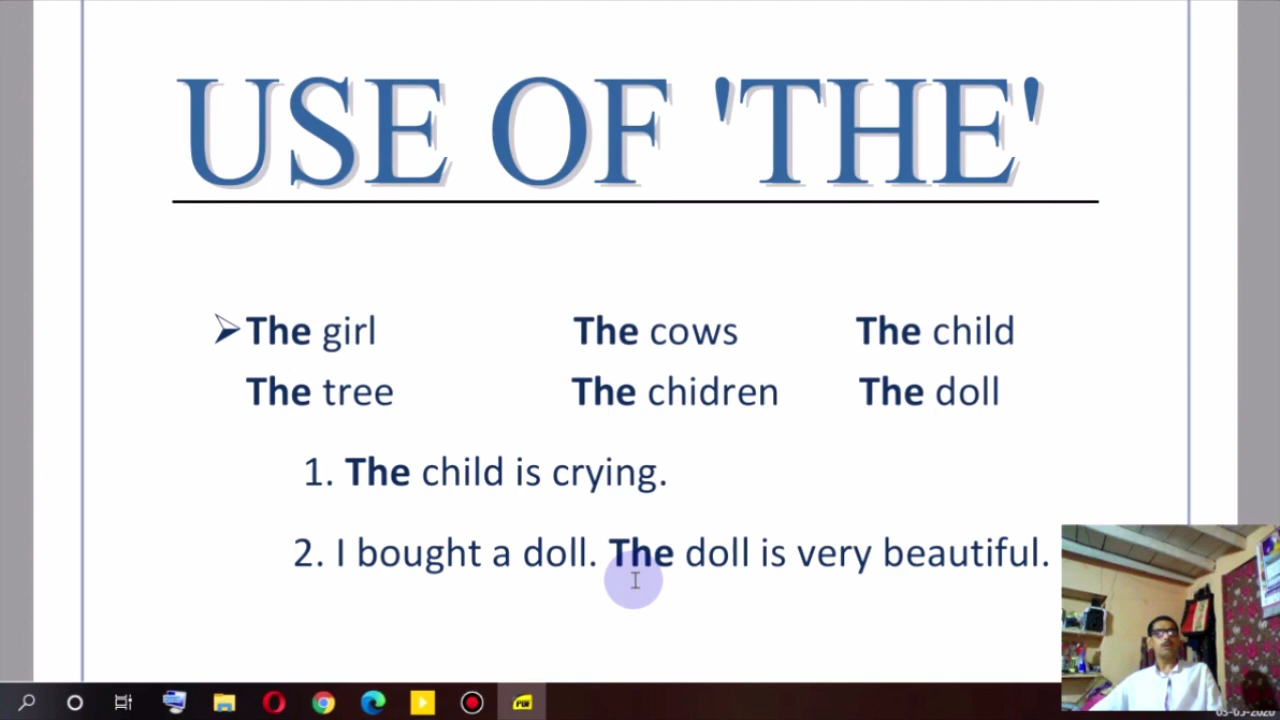 USE OF 'THE'
➢ The girl The cows The child
The tree The chidren The doll
1. The child is crying.
2. I bought a doll. The doll is very beautiful.
PDF